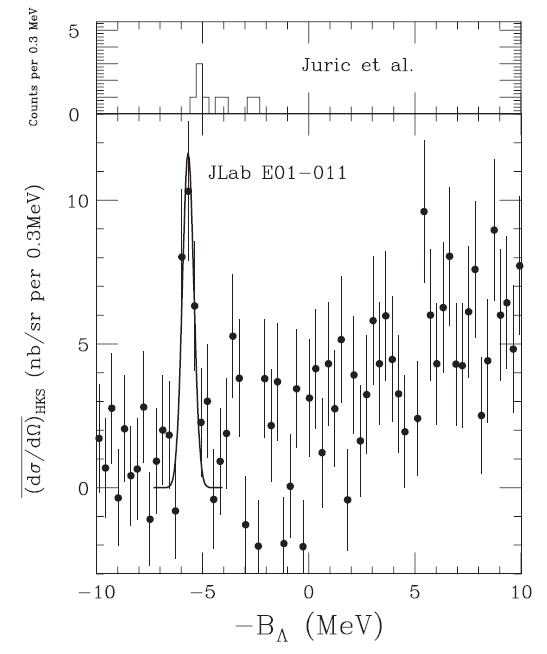 Counts per 0.3 MeV
5
0
Juric et al.
JLab E01-011
(dσ/dΩ)HKS (nb/sr per 0.3MeV)
10
5
0
-10 -5 0 5 10
-BΛ (MeV)